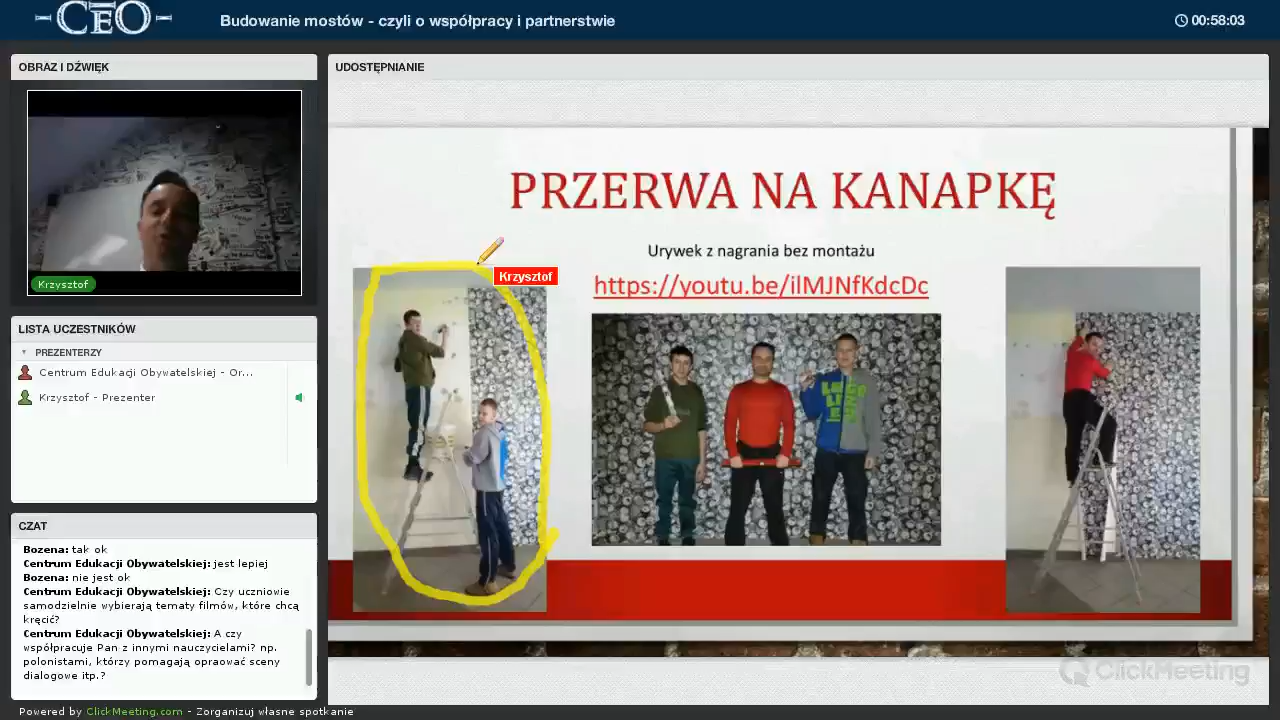 CEO
Budowanie mostów - czyli o współpracy i partnerstwie
00:58:03
OBRAZ I DŹWIĘK
Krzysztof
LISTA UCZESTNIKÓW
PREZENTERZY
Centrum Edukacji Obywatelskiej - Or...
Krzysztof - Prezenter
CZAT
Bozena: tak ok
Centrum Edukacji Obywatelskiej: jest lepiej
Bozena: nie jest ok
Centrum Edukacji Obywatelskiej: Czy uczniowie
samodzielnie wybierają tematy filmów, które chcą
kręcić?
Centrum Edukacji Obywatelskiej: A czy
współpracuje Pan z innymi nauczycielami? np.
polonistami, którzy pomagają opraować sceny
dialogowe itp.?
UDOSTĘPNIANIE
PRZERWA NA KANAPKĘ
Urywek z nagrania bez montażu
https://youtu.be/ilMJNfKdcDc
Krzysztof
ClickMeeting
Powered by ClickMeeting.com - Zorganizuj własne spotkanie